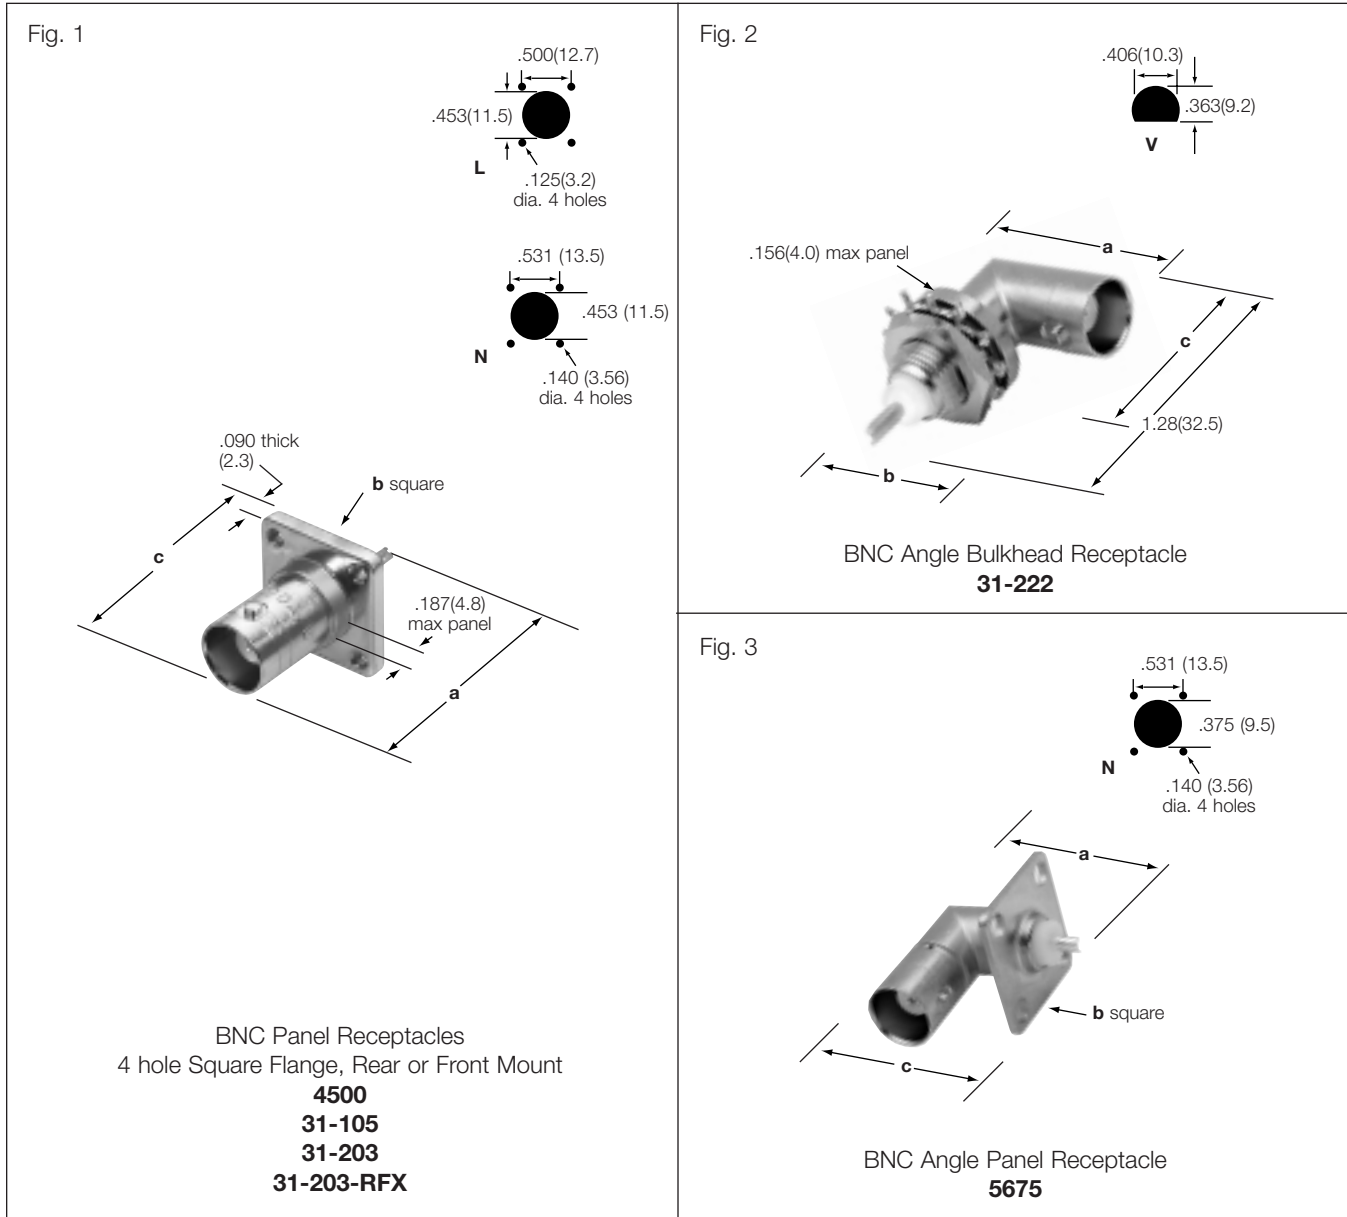 Fig. 1
.500(12.7)
.453(11.5)
L
.125(3.2)
dia. 4 holes
.531 (13.5)
.453 (11.5)
N
.140 (3.56)
dia. 4 holes
.090 thick
(2.3)
b square
c
.187(4.8)
max panel
a
BNC Panel Receptacles
4 hole Square Flange, Rear or Front Mount
4500
31-105
31-203
31-203-RFX
Fig. 2
.406(10.3)
.363(9.2)
V
a
.156(4.0) max panel
c
1.28(32.5)
b
BNC Angle Bulkhead Receptacle
31-222
Fig. 3
.531 (13.5)
.375 (9.5)
N
.140 (3.56)
dia. 4 holes
a
b square
c
BNC Angle Panel Receptacle
5675